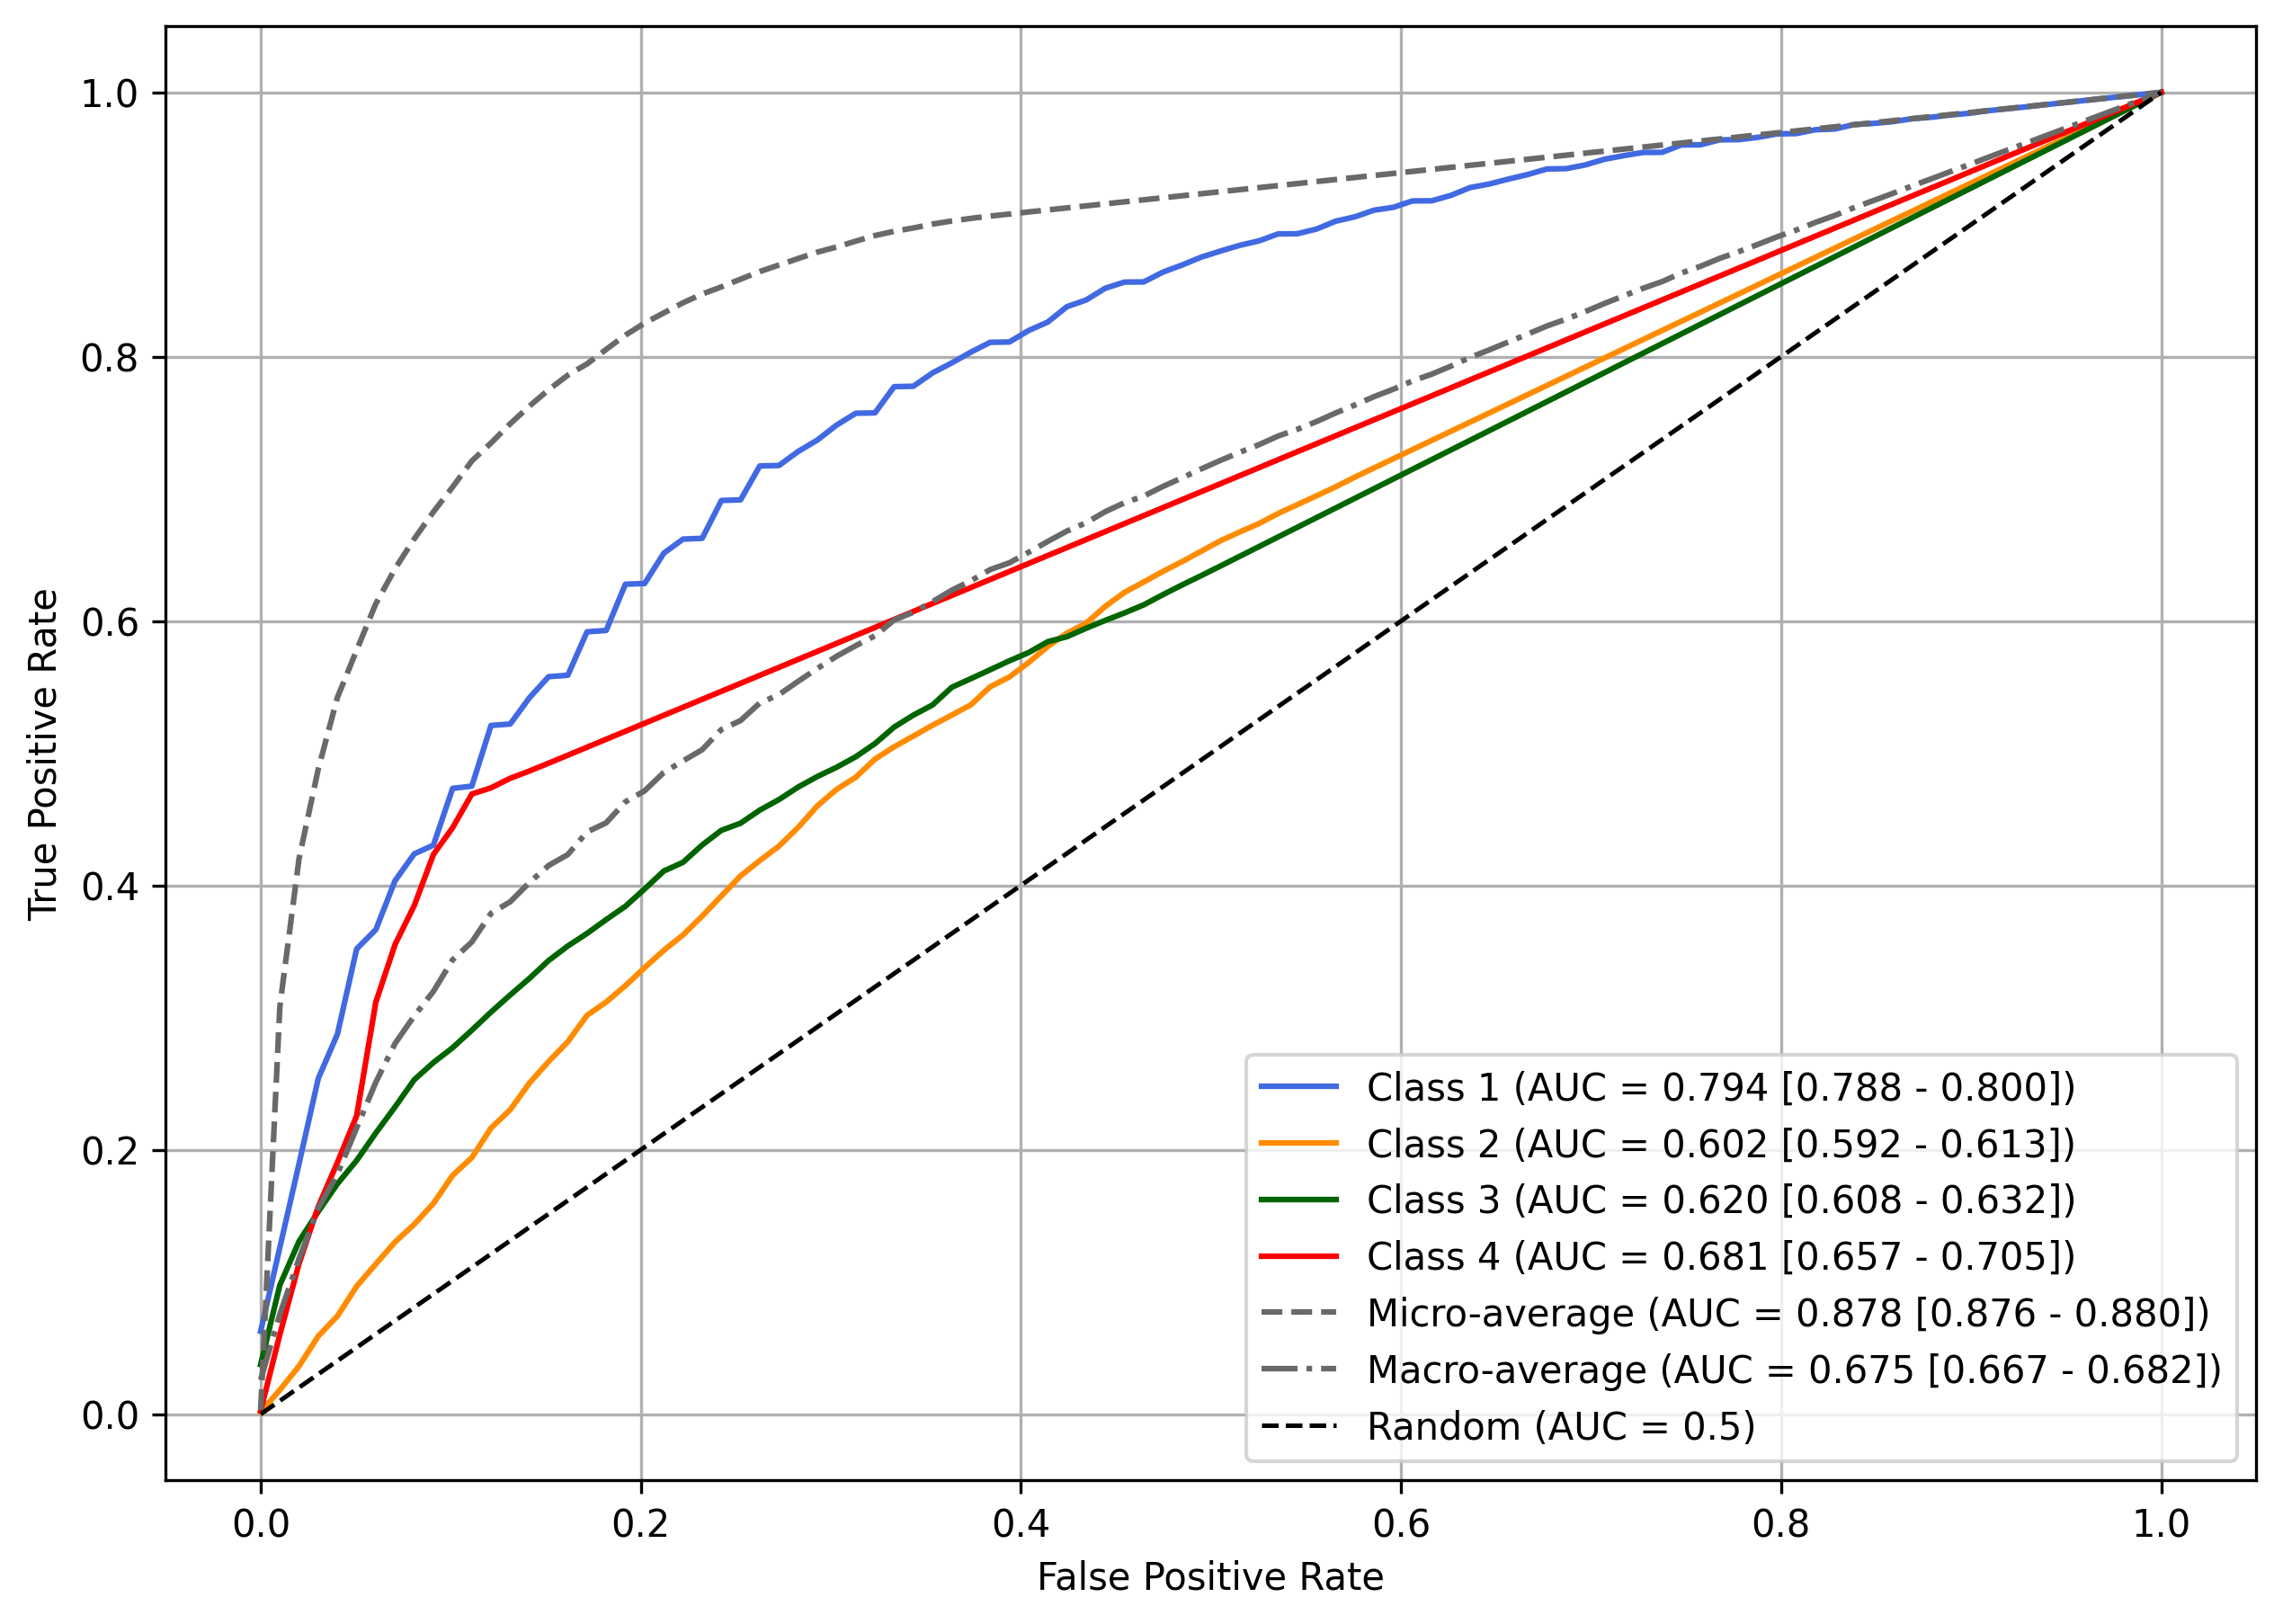 1.0
0.8
0.6
0.4
0.2
0.0
True Positive Rate
Class 1 (AUC = 0.794 [0.788 - 0.800])
Class 2 (AUC = 0.602 [0.592 - 0.613])
Class 3 (AUC = 0.620 [0.608 - 0.632])
Class 4 (AUC = 0.681 [0.657 - 0.705])
Micro-average (AUC = 0.878 [0.876 - 0.880])
Macro-average (AUC = 0.675 [0.667 - 0.682])
Random (AUC = 0.5)
0.0 0.2 0.4 0.6 0.8 1.0
False Positive Rate